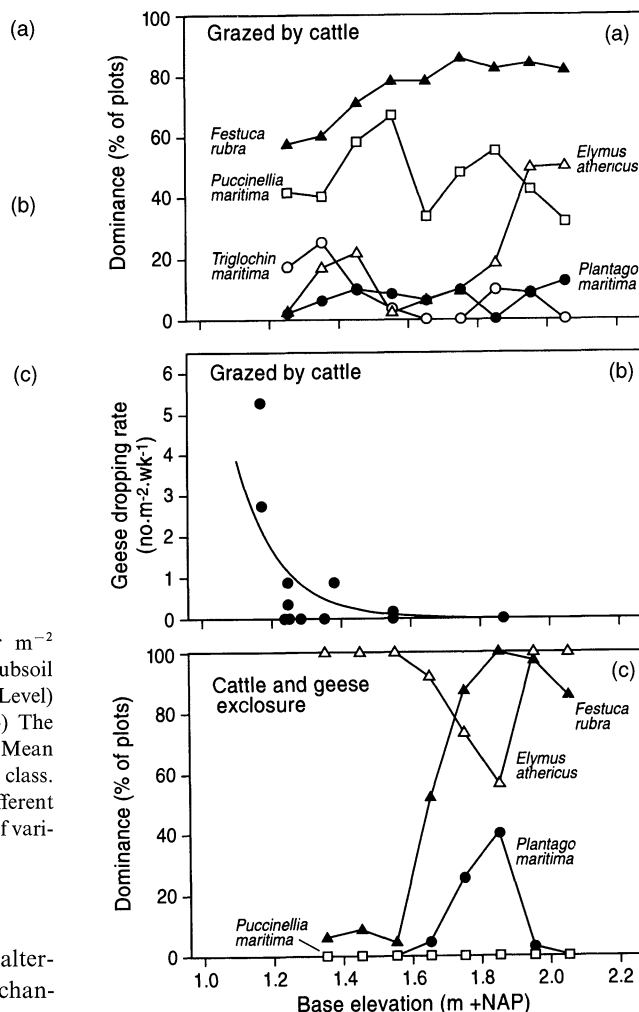 (a)
(b)
(c)
r m−2
ubsoil
Level)
) The
Mean
class.
fferent
f vari-
alter-
chan-
Grazed by cattle
(a)
100
80
60
40
20
0
Dominance (% of plots)
Festuca
rubra
Puccinellia
maritima
Triglochin
maritima
Elymus
athericus
Plantago
maritima
Grazed by cattle
(b)
6
5
4
3
2
1
0
Geese dropping rate
(no·m-2·wk-1)
Cattle and geese
exclosure
(c)
100
80
60
40
20
0
Dominance (% of plots)
Festuca
rubra
Elymus
athericus
Plantago
maritima
Puccinellia
maritima
1.0 1.2 1.4 1.6 1.8 2.0 2.2
Base elevation (m +NAP)